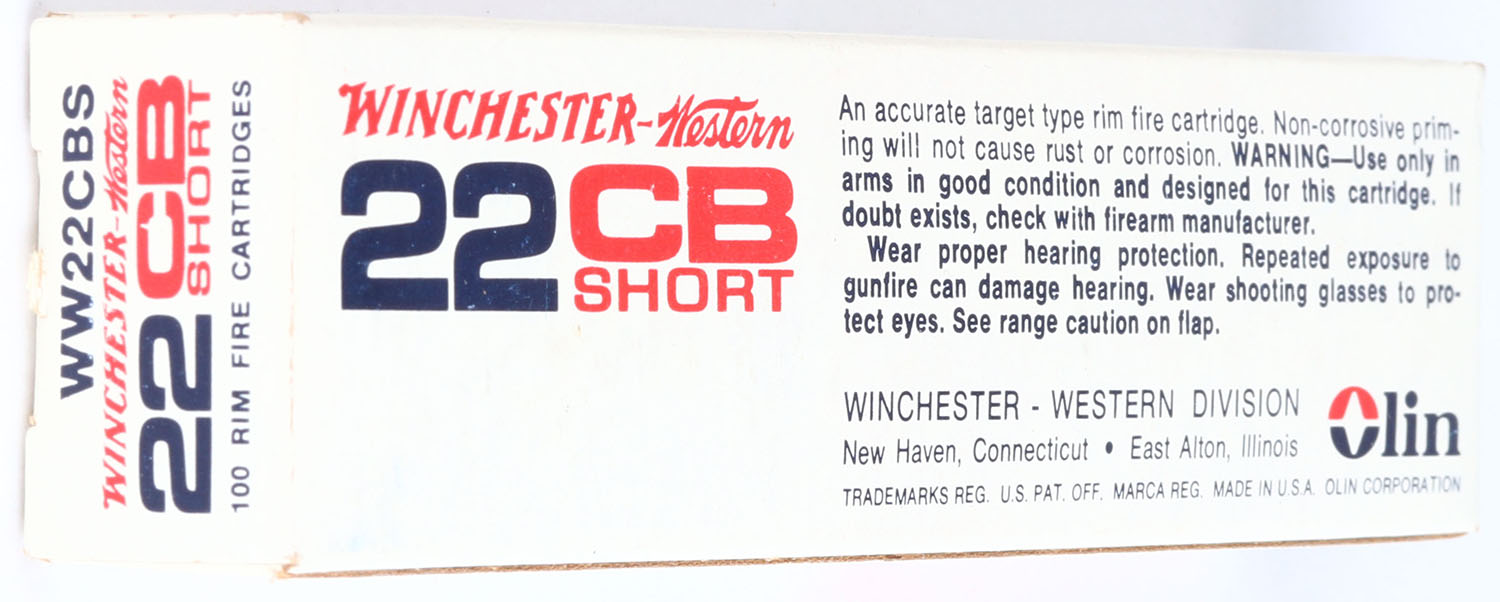 WW22CBS
WINCHESTER-Western
22 CB
SHORT
100 RIM FIRE CARTRIDGES
WINCHESTER-Western
22 CB
SHORT
An accurate target type rim fire cartridge. Non-corrosive prim-
ing will not cause rust or corrosion. WARNING—Use only in
arms in good condition and designed for this cartridge. If
doubt exists, check with firearm manufacturer.
Wear proper hearing protection. Repeated exposure to
gunfire can damage hearing. Wear shooting glasses to pro-
tect eyes. See range caution on flap.
WINCHESTER - WESTERN DIVISION
New Haven, Connecticut • East Alton, Illinois
Olin
TRADEMARKS REG. U.S. PAT. OFF. MARCA REG. MADE IN U.S.A. OLIN CORPORATION